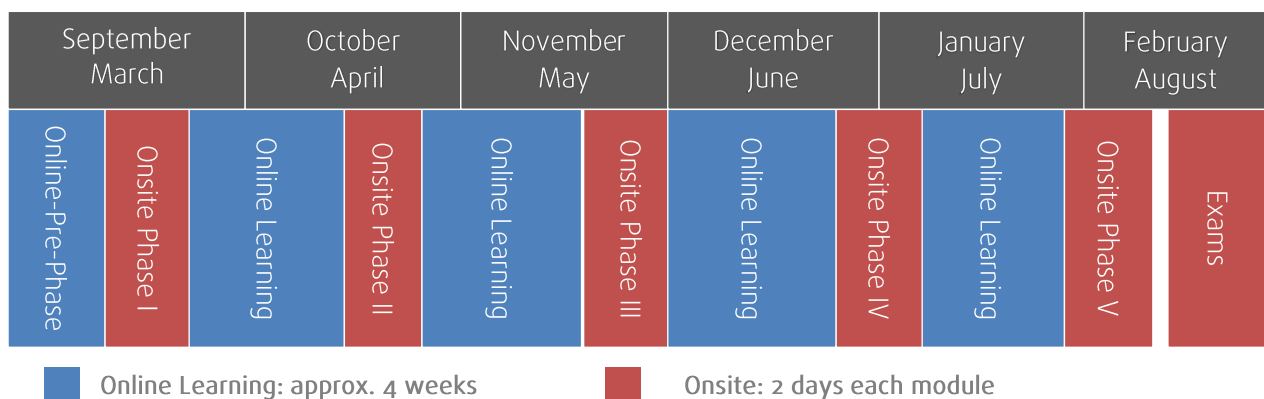 September
March
October
April
November
May
December
June
January
July
February
August
Online-Pre-Phase
Onsite Phase I
Online Learning
Onsite Phase II
Online Learning
Onsite Phase III
Online Learning
Onsite Phase IV
Online Learning
Onsite Phase V
Exams
Online Learning: approx. 4 weeks
Onsite: 2 days each module